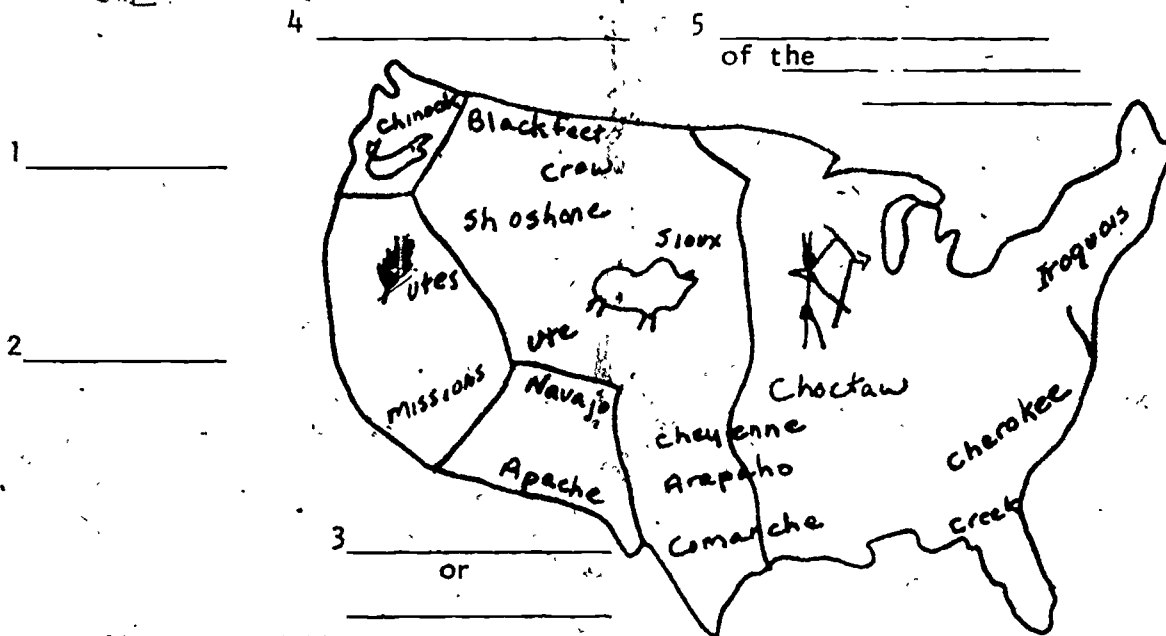 4 5
of the
Chinook
Blackfeet
1
Crow
Shoshone
Iroquois
Sioux
Utes
Ute
2
Missions
Navajo
Choctaw
Cheyenne
Cherokee
Apache
Arapaho
Creek
Comanche
3
or